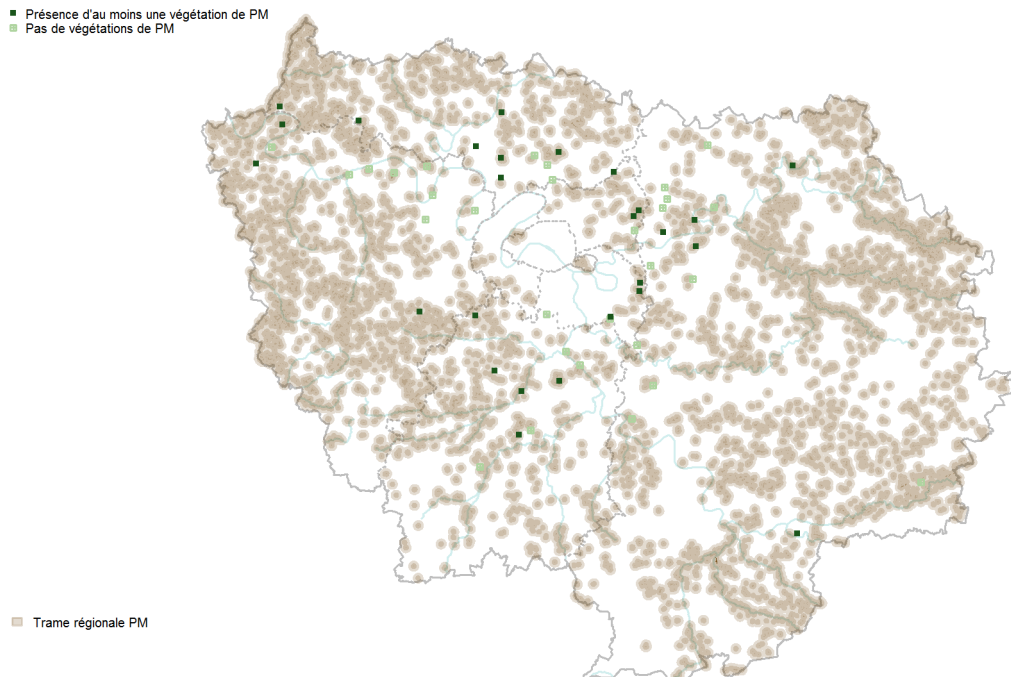 Présence d'au moins une végétation de PM
Pas de végétations de PM
Trame régionale PM